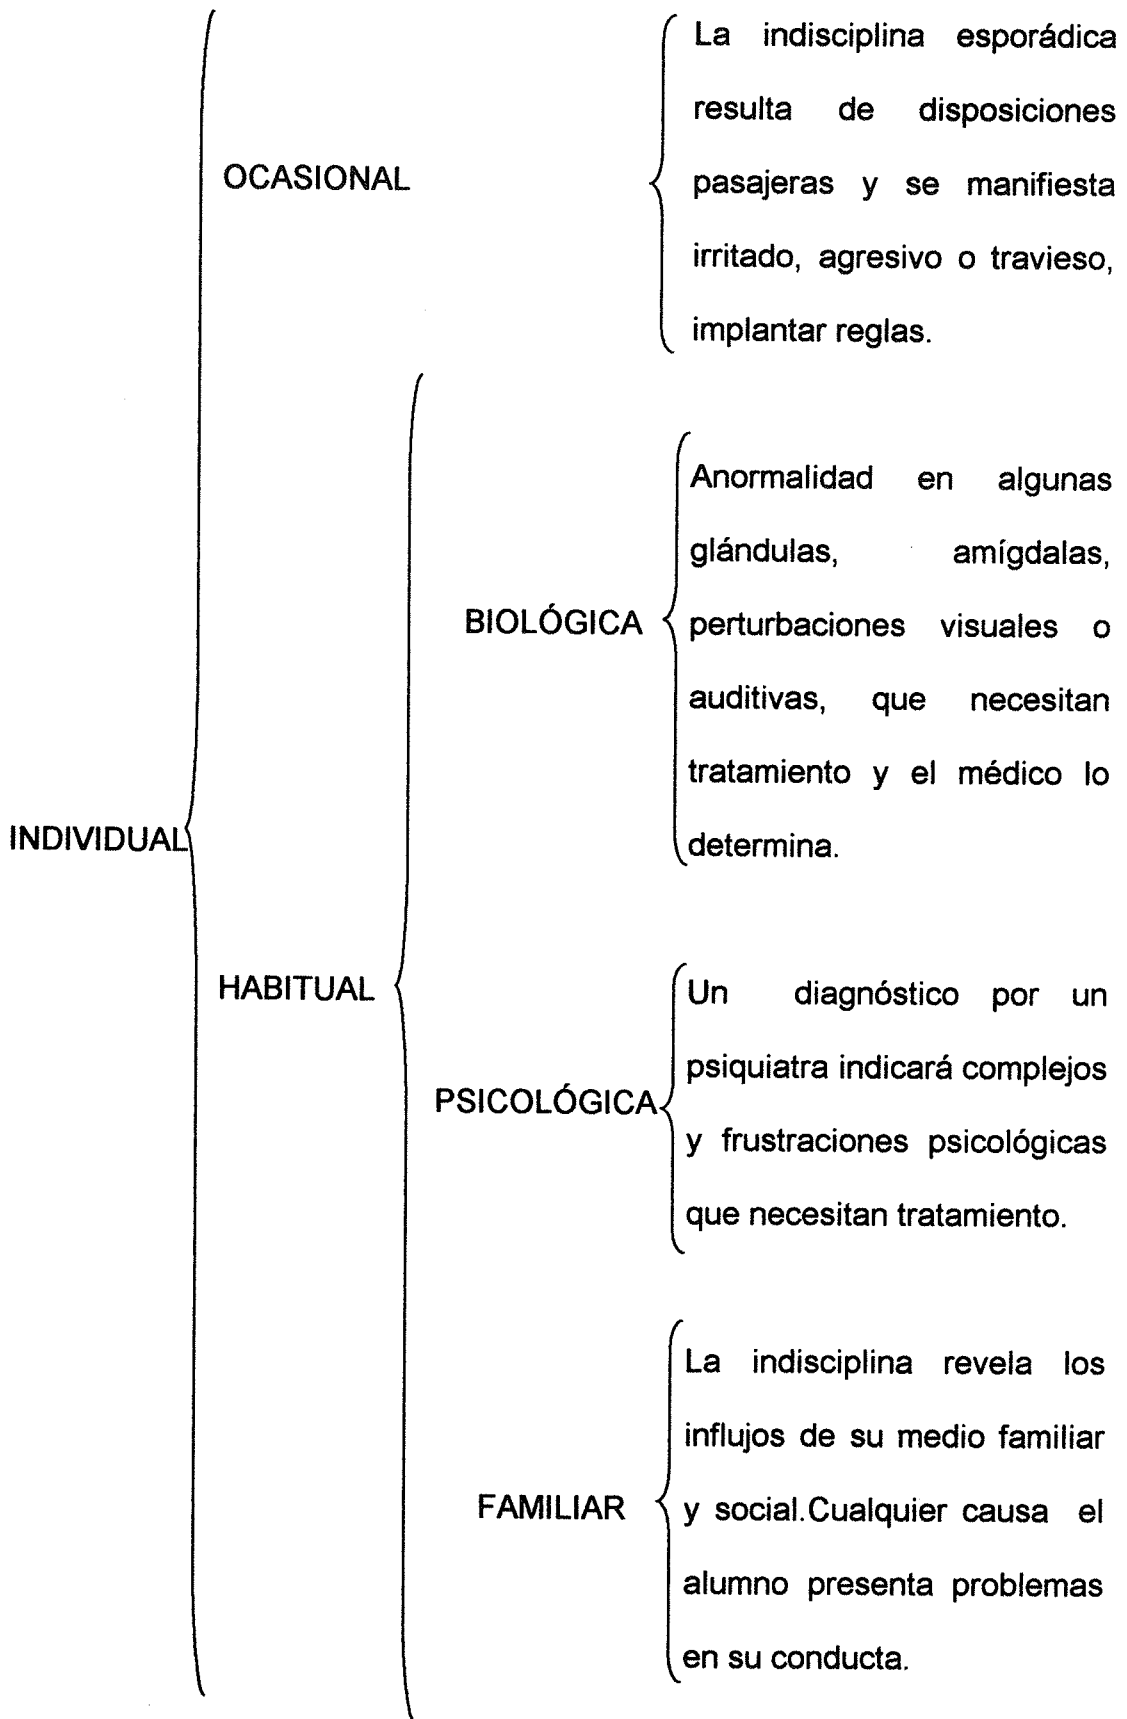 La indisciplina esporádica
resulta de disposiciones
OCASIONAL
pasajeras y se manifiesta
irritado, agresivo o travieso,
implantar reglas.
Anormalidad en algunas
glándulas, amígdalas,
BIOLÓGICA
perturbaciones visuales o
auditivas, que necesitan
tratamiento y el médico lo
determina.
INDIVIDUAL
HABITUAL
Un diagnóstico por un
psiquiatra indicará complejos
PSICOLÓGICA
y frustraciones psicológicas
que necesitan tratamiento.
La indisciplina revela los
influjos de su medio familiar
FAMILIAR
y social.Cualquier causa el
alumno presenta problemas
en su conducta.